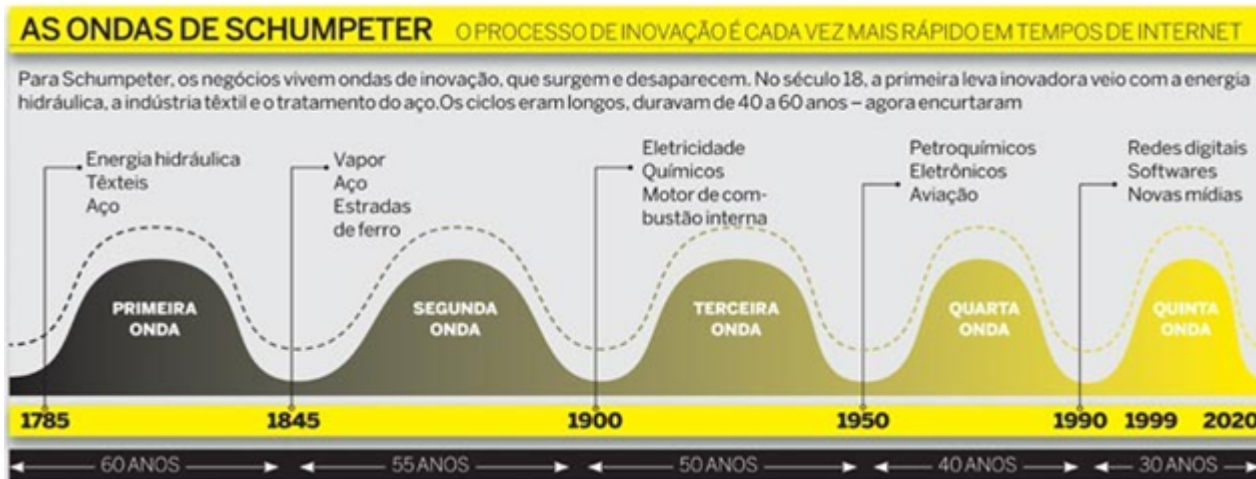 AS ONDAS DE SCHUMPETER O PROCESSO DE INOVAÇÃO É CADA VEZ MAIS RÁPIDO EM TEMPOS DE INTERNET
Para Schumpeter, os negócios vivem ondas de inovação, que surgem e desaparecem. No século 18, a primeira leva inovadora veio com a energia
hidráulica, a indústria têxtil e o tratamento do aço.Os ciclos eram longos, duravam de 40 a 60 anos – agora encurtaram
Energia hidráulica
Têxteis
Aço
Vapor
Aço
Estradas
de ferro
Eletricidade
Químicos
Motor de com-
bustão interna
Petroquímicos
Eletrônicos
Aviação
Redes digitais
Softwares
Novas mídias
PRIMEIRA
ONDA
SEGUNDA
ONDA
TERCEIRA
ONDA
QUARTA
ONDA
QUINTA
ONDA
1785 1845 1900 1950 1990 1999 2020
60 ANOS 55 ANOS 50 ANOS 40 ANOS 30 ANOS